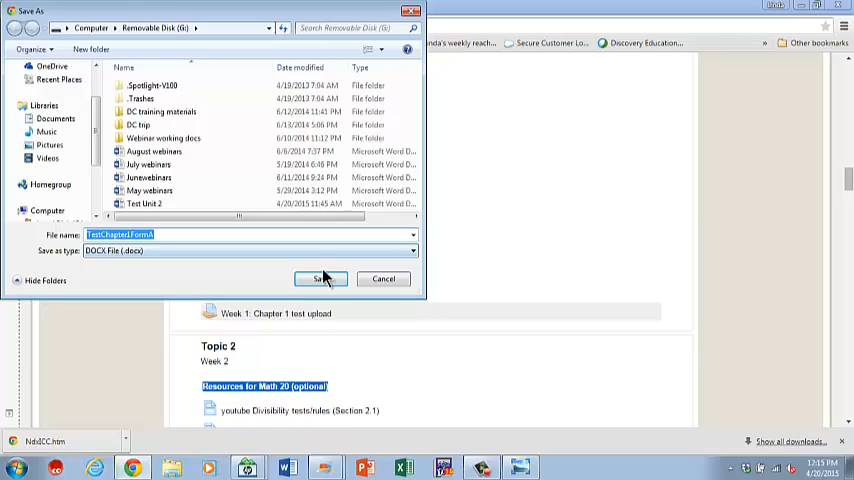 Save As
Linda
Computer
Removable Disk (G:)
Search Removable Disk (G:)
Organize
New folder
inda's weekly reach...
Secure Customer Lo...
Discovery Education...
»
Other bookmarks
OneDrive
Recent Places
Libraries
Documents
Music
Pictures
Videos
Homegroup
Computer
Name
Date modified
Type
.Spotlight-V100
4/19/2013 7:04 AM
File folder
.Trashes
4/19/2013 7:04 AM
File folder
DC training materials
6/12/2014 11:41 PM
File folder
DC trip
6/13/2014 5:06 PM
File folder
Webinar working docs
6/10/2014 11:12 PM
File folder
August webinars
6/6/2014 7:37 PM
Microsoft Word D...
July webinars
5/19/2014 6:46 PM
Microsoft Word D...
Junewebinars
6/11/2014 9:24 PM
Microsoft Word D...
May webinars
5/29/2014 3:12 PM
Microsoft Word D...
Test Unit 2
4/20/2015 11:45 AM
Microsoft Word D...
File name:
TestChapter1FormA
Save as type:
DOCX File (.docx)
Hide Folders
Cancel
Week 1: Chapter 1 test upload
Topic 2
Week 2
Resources for Math 20 (optional)
youtube Divisibility tests/rules (Section 2.1)
Show all downloads...
12:15 PM
4/20/2015